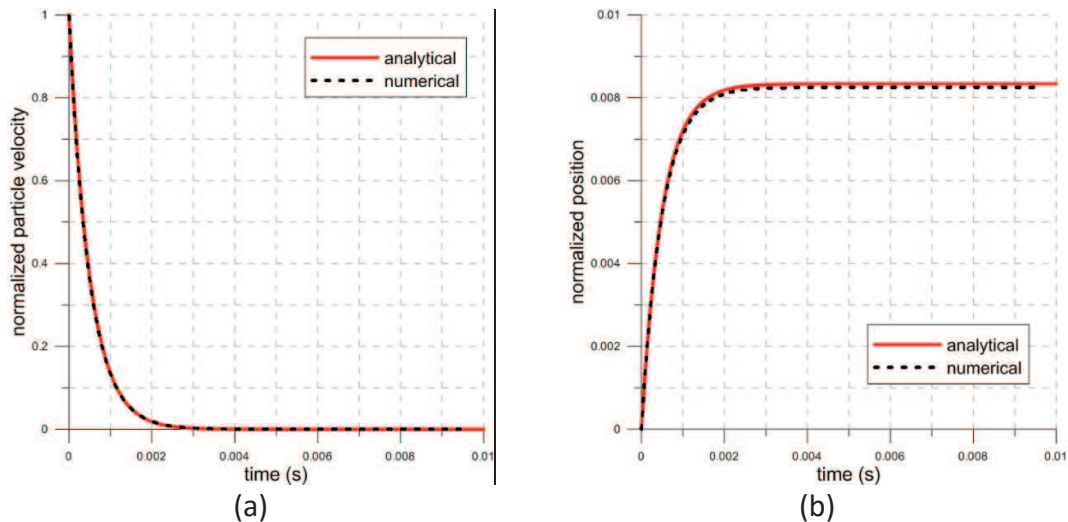 1
0.8
0.6
0.4
0.2
0
normalized particle velocity
analytical
numerical
0 0.002 0.004 0.006 0.008 0.01
time (s)
(a)
0.01
0.008
0.006
0.004
0.002
0
normalized position
analytical
numerical
0 0.002 0.004 0.006 0.008 0.01
time (s)
(b)